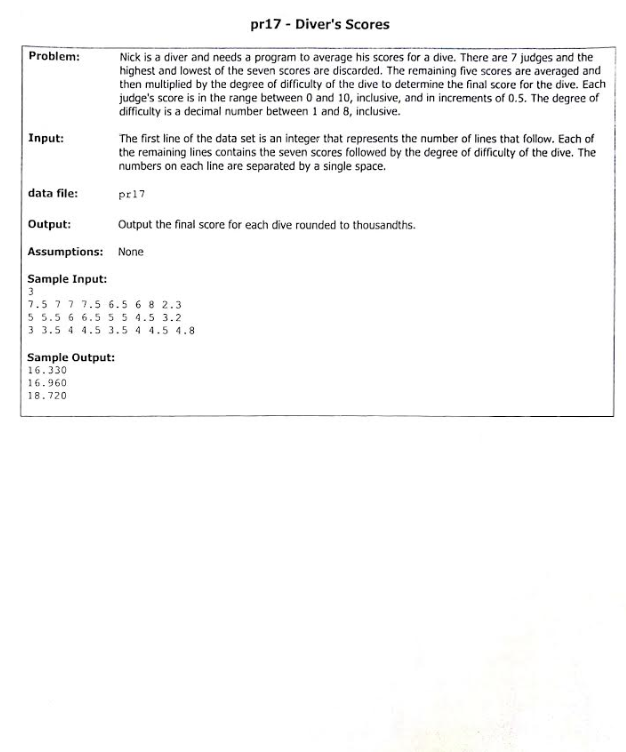 pr17 - Diver's Scores
Problem: Nick is a diver and needs a program to average his scores for a dive. There are 7 judges and the
highest and lowest of the seven scores are discarded. The remaining five scores are averaged and
then multiplied by the degree of difficulty of the dive to determine the final score for the dive. Each
judge's score is in the range between 0 and 10, inclusive, and in increments of 0.5. The degree of
difficulty is a decimal number between 1 and 8, inclusive.
Input: The first line of the data set is an integer that represents the number of lines that follow. Each of
the remaining lines contains the seven scores followed by the degree of difficulty of the dive. The
numbers on each line are separated by a single space.
data file: pr17
Output: Output the final score for each dive rounded to thousandths.
Assumptions: None
Sample Input:
3
7.5 7 7 7.5 6.5 6 8 2.3
5 5.5 6 6.5 5 5 4.5 3.2
3 3.5 4 4.5 3.5 4 4.5 4.8
Sample Output:
16.330
16.960
18.720